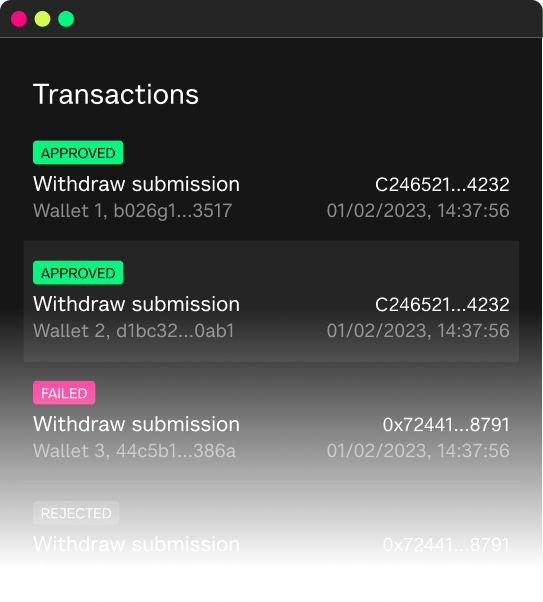 Transactions
APPROVED
Withdraw submission C246521...4232
Wallet 1, b026g1...3517 01/02/2023, 14:37:56
APPROVED
Withdraw submission C246521...4232
Wallet 2, d1bc32...0ab1 01/02/2023, 14:37:56
FAILED
Withdraw submission 0x72441...8791
Wallet 3, 44c5b1...386a 01/02/2023, 14:37:56
REJECTED
Withdraw submission 0x72441...8791